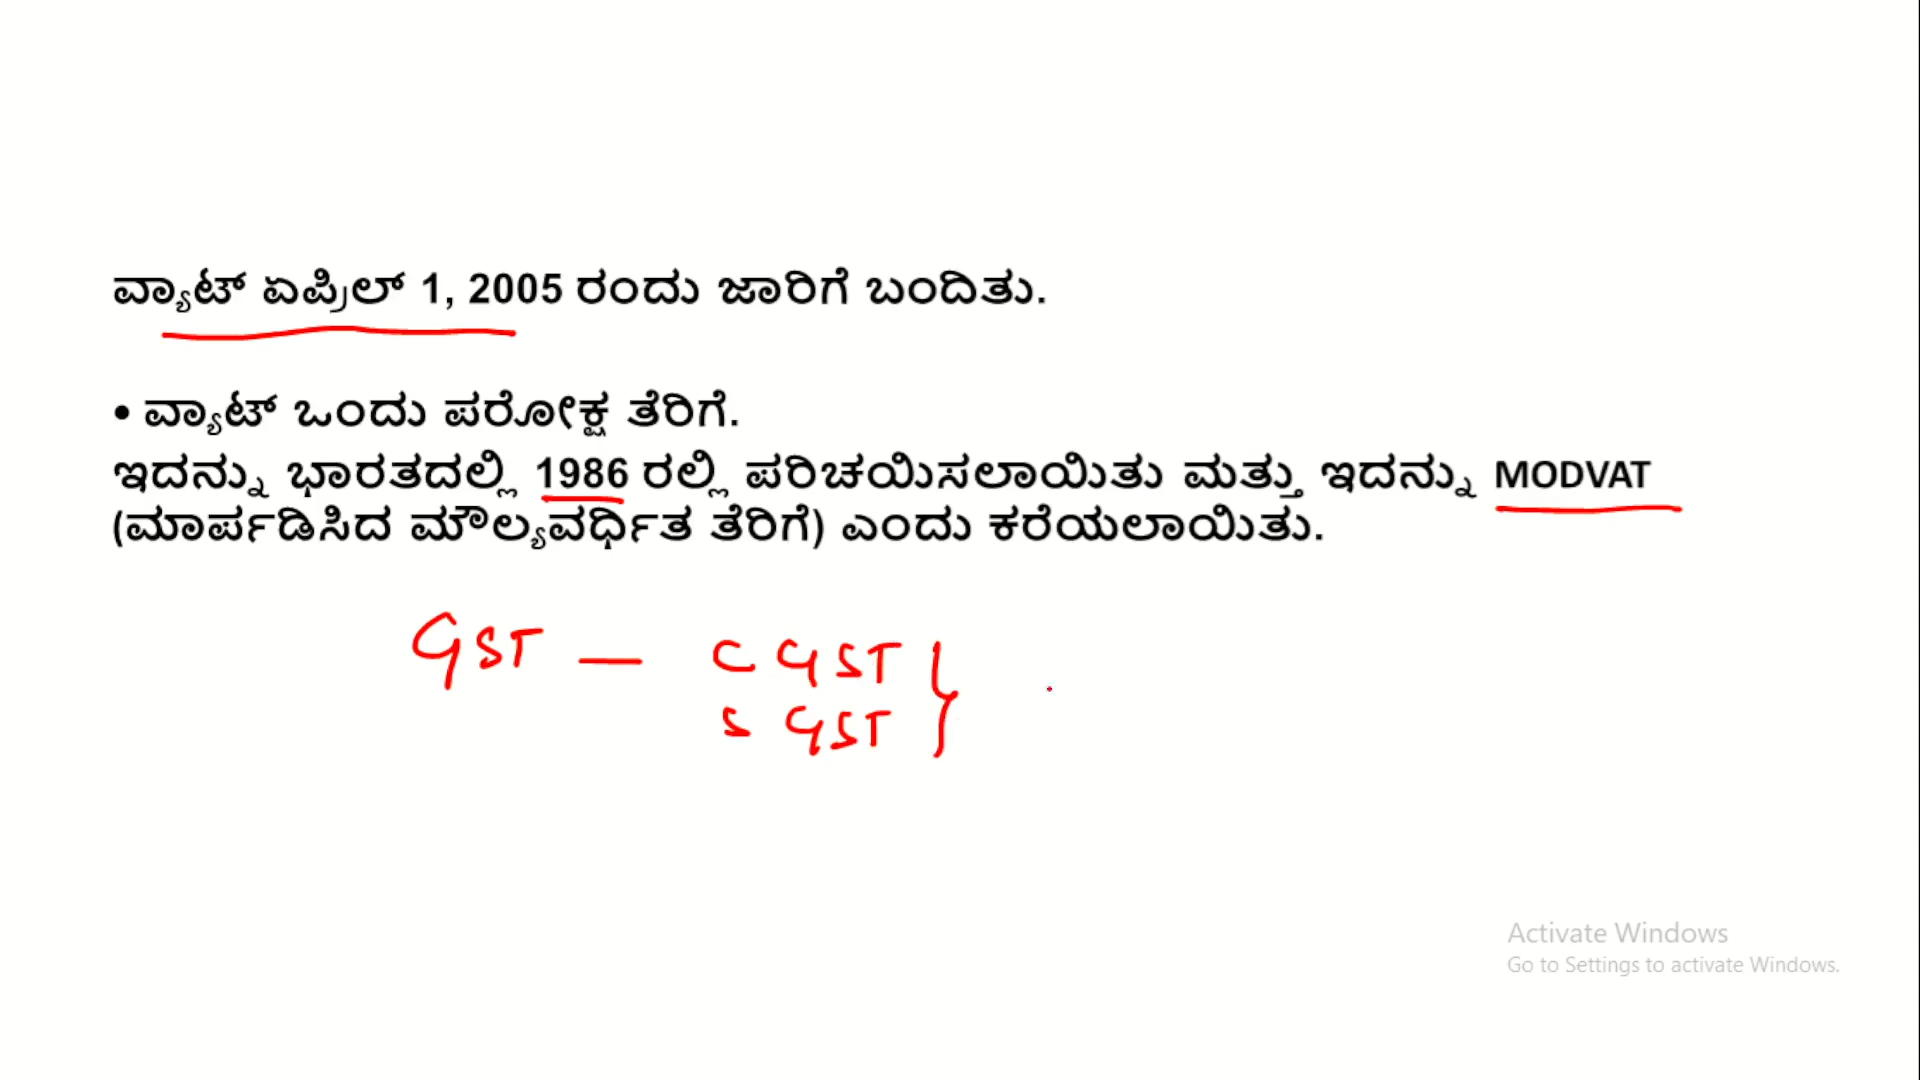 ವ್ಯಾಟ್ ಏಪ್ರಿಲ್ 1, 2005 ರಂದು ಜಾರಿಗೆ ಬಂದಿತು.
• ವ್ಯಾಟ್ ಒಂದು ಪರೋಕ್ಷ ತೆರಿಗೆ.
ಇದನ್ನು ಭಾರತದಲ್ಲಿ 1986 ರಲ್ಲಿ ಪರಿಚಯಿಸಲಾಯಿತು ಮತ್ತು ಇದನ್ನು MODVAT
(ಮಾರ್ಪಡಿಸಿದ ಮೌಲ್ಯವರ್ಧಿತ ತೆರಿಗೆ) ಎಂದು ಕರೆಯಲಾಯಿತು.
GST — CGST }
SGST
Activate Windows
Go to Settings to activate Windows.